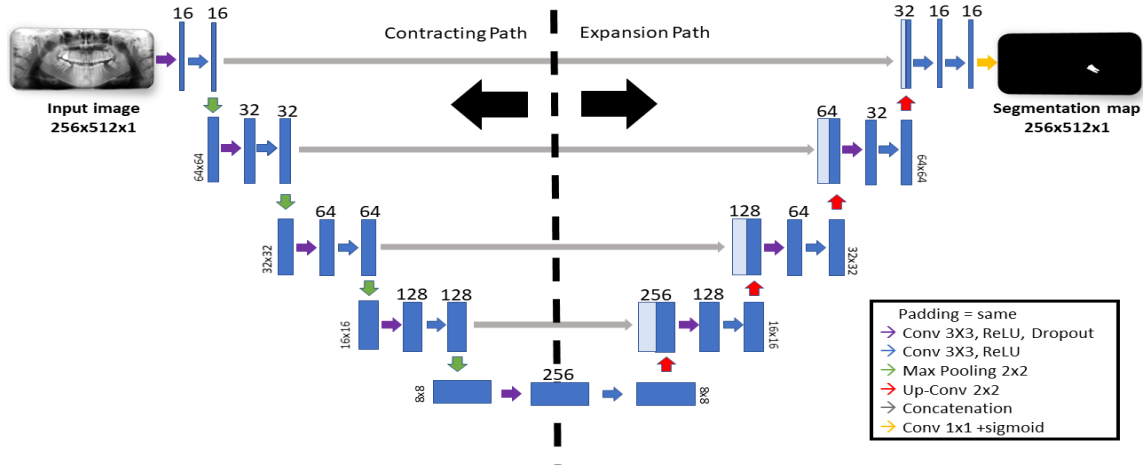 16 16
Contracting Path
Expansion Path
32 16 16
Input image
256x512x1
Segmentation map
256x512x1
32 32
64x64
64 32
64x64
64 64
32x32
128 64
32x32
128 128
16x16
256 128
16x16
256
8x8
8x8
Padding = same
Conv 3X3, ReLU, Dropout
Conv 3X3, ReLU
Max Pooling 2x2
Up-Conv 2x2
Concatenation
Conv 1x1 +sigmoid